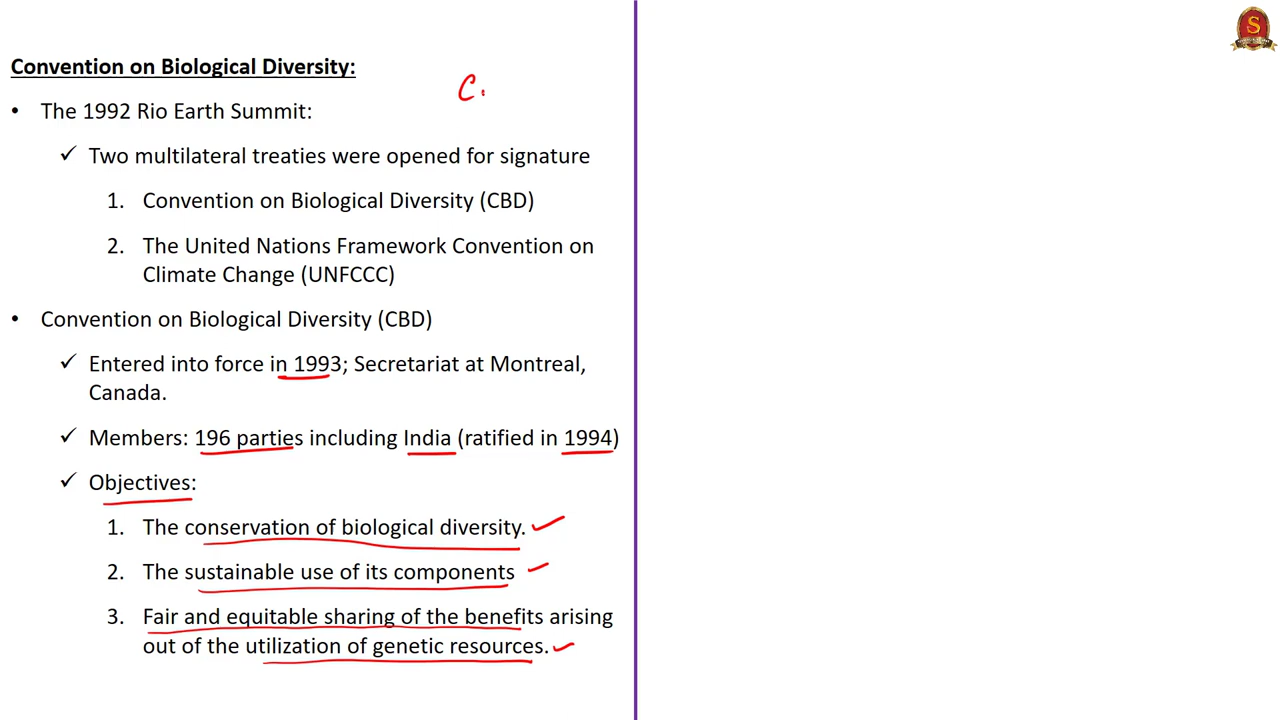 Convention on Biological Diversity:
C.
• The 1992 Rio Earth Summit:
✓ Two multilateral treaties were opened for signature
1. Convention on Biological Diversity (CBD)
2. The United Nations Framework Convention on
Climate Change (UNFCCC)
• Convention on Biological Diversity (CBD)
✓ Entered into force in 1993; Secretariat at Montreal,
Canada.
✓ Members: 196 parties including India (ratified in 1994)
✓ Objectives:
1. The conservation of biological diversity.
2. The sustainable use of its components
3. Fair and equitable sharing of the benefits arising
out of the utilization of genetic resources.
S